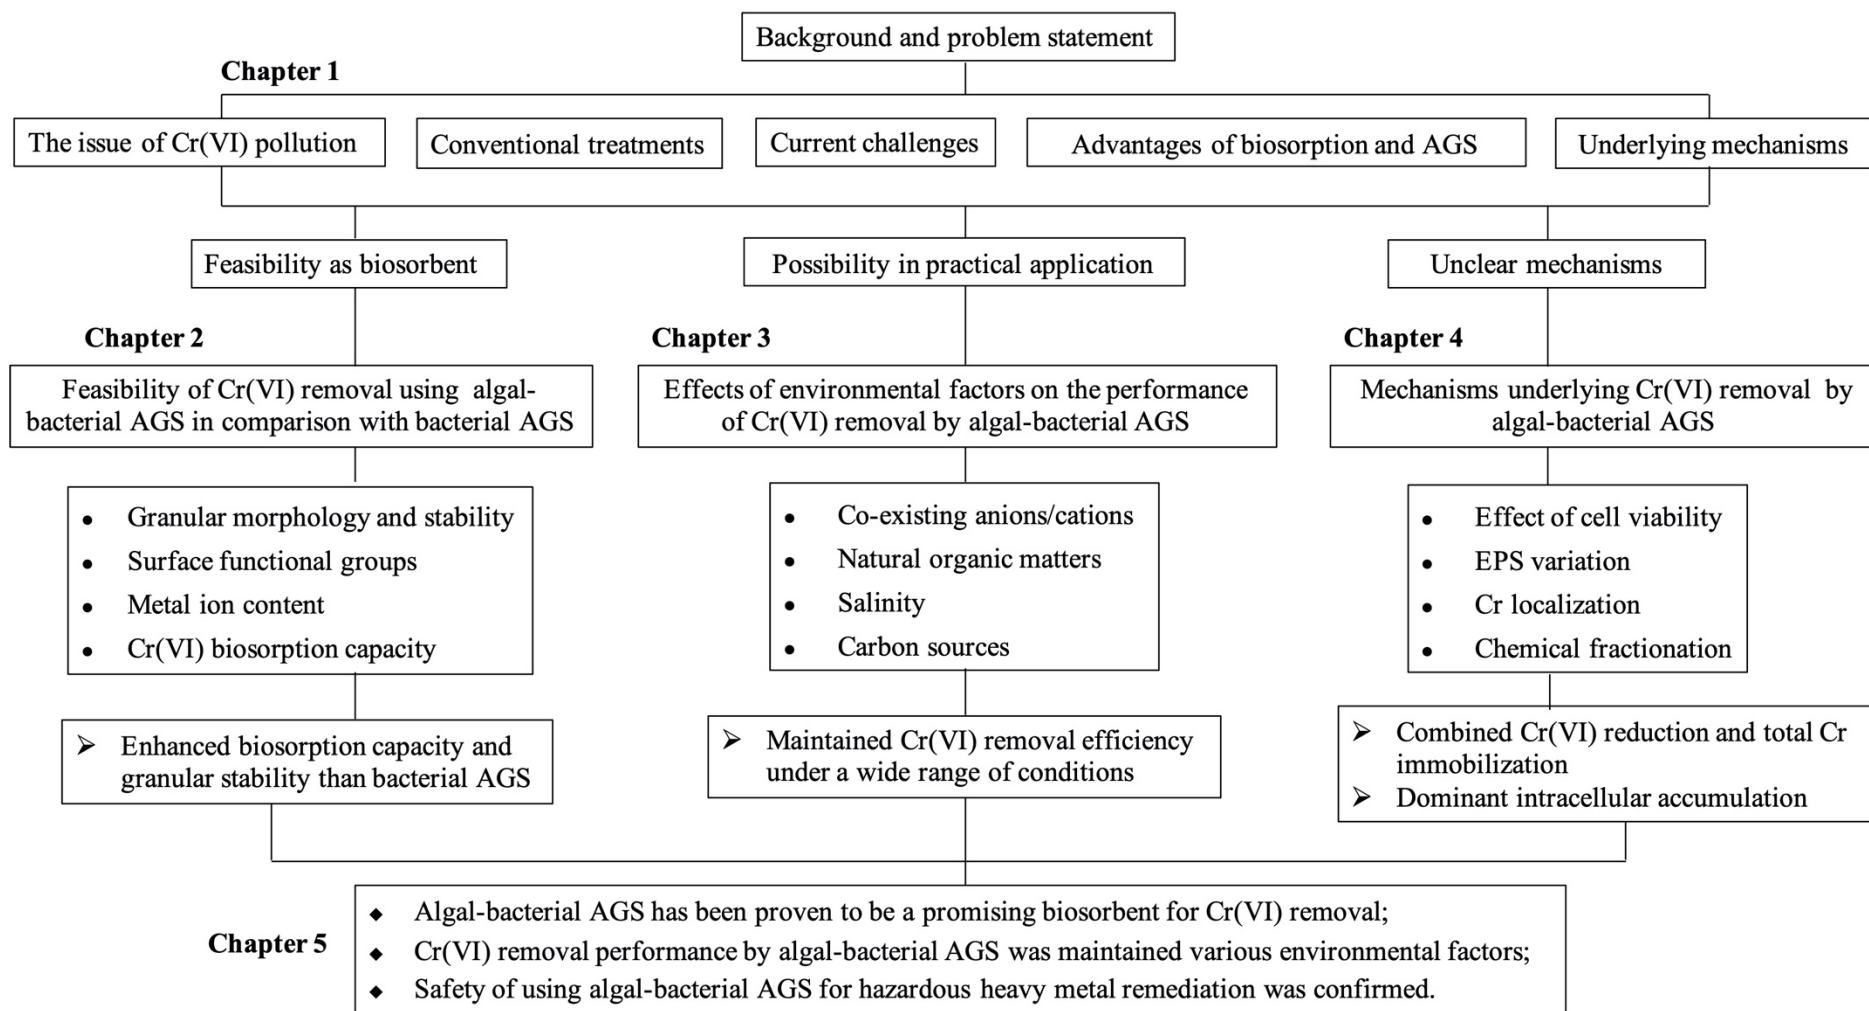 Background and problem statement
Chapter 1
The issue of Cr(VI) pollution
Conventional treatments
Current challenges
Advantages of biosorption and AGS
Underlying mechanisms
Feasibility as biosorbent
Possibility in practical application
Unclear mechanisms
Chapter 2
Feasibility of Cr(VI) removal using algal-
bacterial AGS in comparison with bacterial AGS
• Granular morphology and stability
• Surface functional groups
• Metal ion content
• Cr(VI) biosorption capacity
➢ Enhanced biosorption capacity and
granular stability than bacterial AGS
Chapter 3
Effects of environmental factors on the performance
of Cr(VI) removal by algal-bacterial AGS
• Co-existing anions/cations
• Natural organic matters
• Salinity
• Carbon sources
➢ Maintained Cr(VI) removal efficiency
under a wide range of conditions
Chapter 4
Mechanisms underlying Cr(VI) removal by
algal-bacterial AGS
• Effect of cell viability
• EPS variation
• Cr localization
• Chemical fractionation
➢ Combined Cr(VI) reduction and total Cr
immobilization
➢ Dominant intracellular accumulation
Chapter 5
◆ Algal-bacterial AGS has been proven to be a promising biosorbent for Cr(VI) removal;
◆ Cr(VI) removal performance by algal-bacterial AGS was maintained various environmental factors;
◆ Safety of using algal-bacterial AGS for hazardous heavy metal remediation was confirmed.